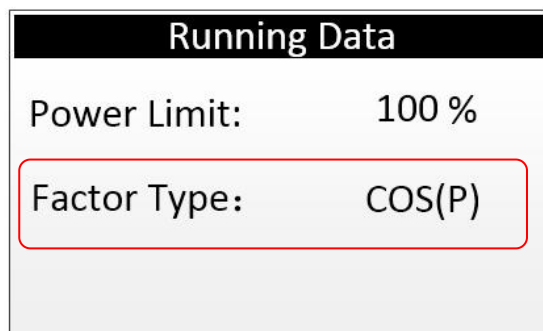 Running Data
Power Limit: 100 %
Factor Type： COS(P)